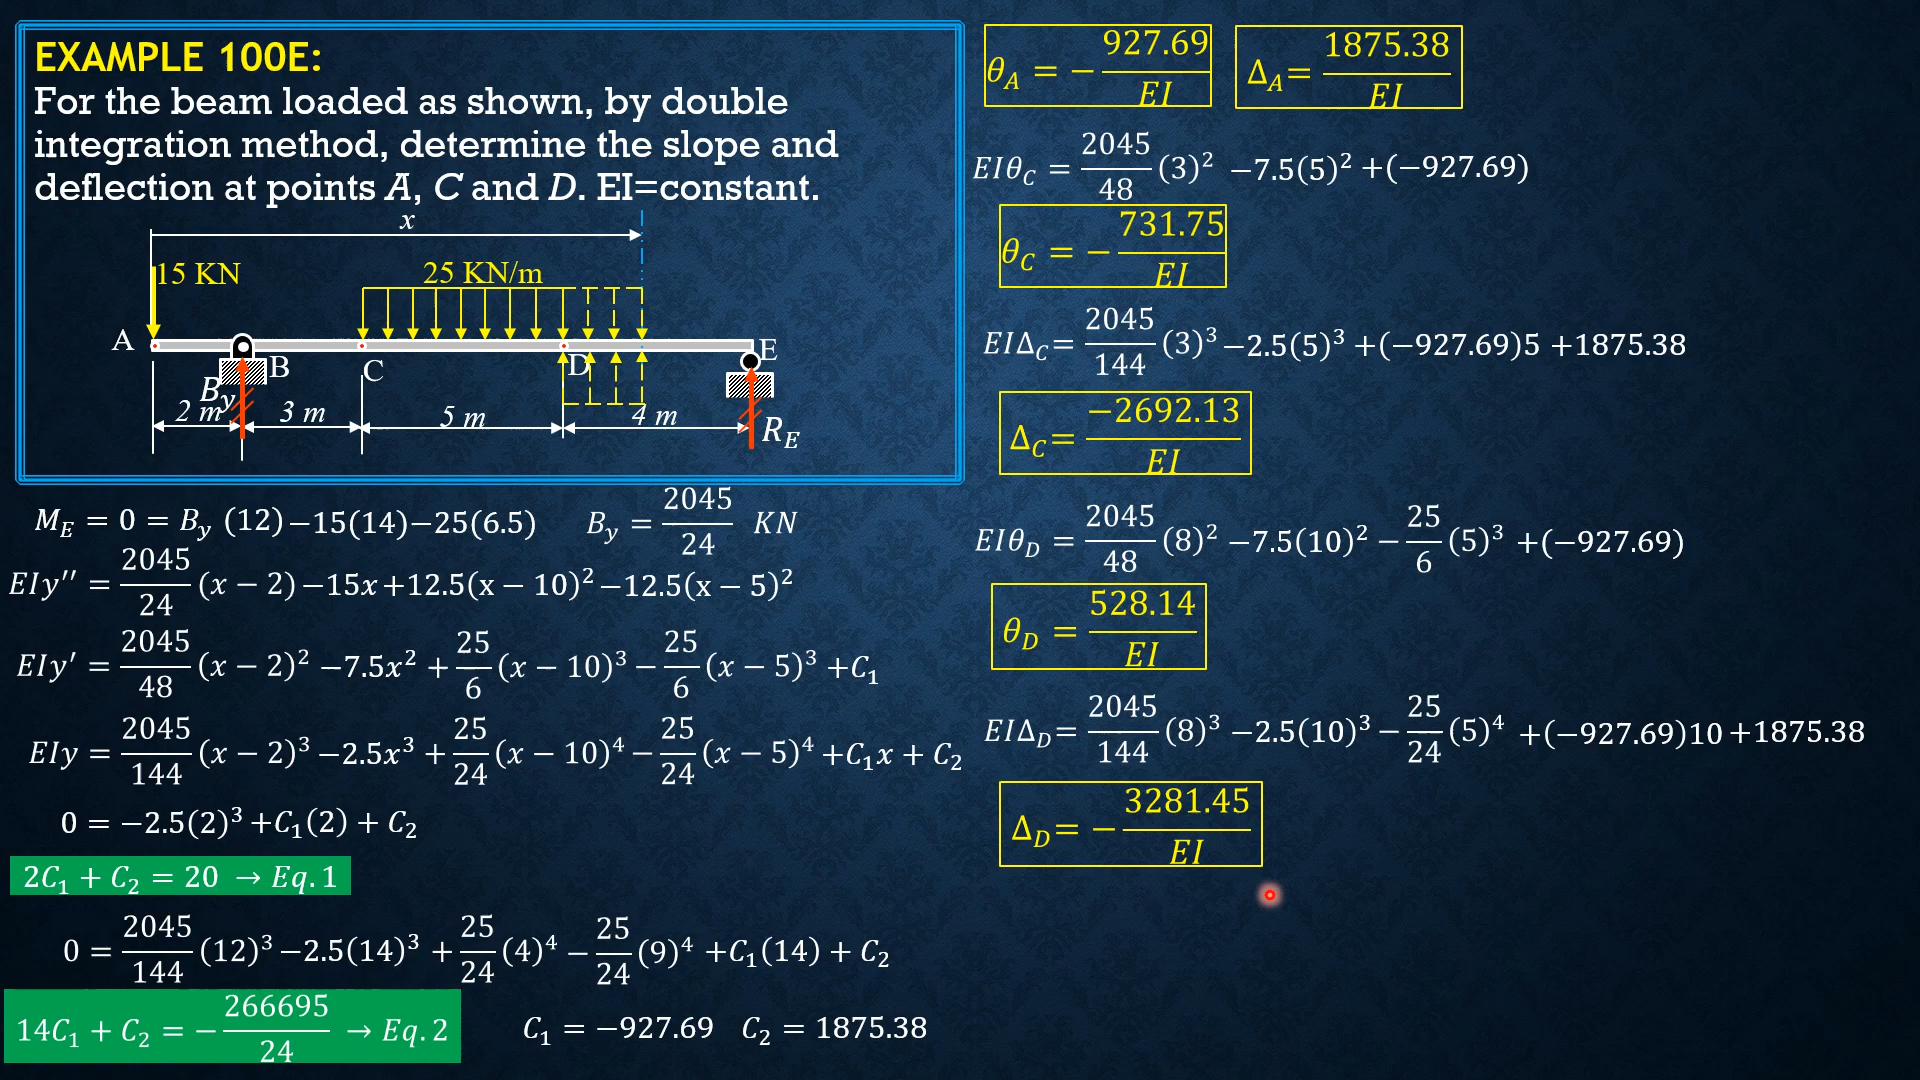 EXAMPLE 100E:
For the beam loaded as shown, by double
integration method, determine the slope and
deflection at points A, C and D. EI=constant.
x
15 KN
25 KN/m
A
B
C
D
E
B_y
R_E
2 m
3 m
5 m
4 m
M_E = 0 = B_y (12) −15(14) −25(6.5)    B_y = 2045/24 KN
EIy′′ = 2045/24 (x − 2) −15x +12.5(x − 10)² −12.5(x − 5)²
EIy′ = 2045/48 (x − 2)² −7.5x² + 25/6 (x − 10)³ − 25/6 (x − 5)³ +C₁
EIy = 2045/144 (x − 2)³ −2.5x³ + 25/24 (x − 10)⁴ − 25/24 (x − 5)⁴ +C₁x + C₂
0 = −2.5(2)³ +C₁(2) + C₂
2C₁ + C₂ = 20 → Eq. 1
0 = 2045/144 (12)³ −2.5(14)³ + 25/24 (4)⁴ − 25/24 (9)⁴ +C₁(14) + C₂
14C₁ + C₂ = − 266695/24 → Eq. 2    C₁ = −927.69    C₂ = 1875.38
θ_A = − 927.69/EI    Δ_A = 1875.38/EI
EIθ_C = 2045/48 (3)² −7.5(5)² +(−927.69)
θ_C = − 731.75/EI
EIΔ_C = 2045/144 (3)³ −2.5(5)³ +(−927.69)5 +1875.38
Δ_C = −2692.13/EI
EIθ_D = 2045/48 (8)² −7.5(10)² − 25/6 (5)³ +(−927.69)
θ_D = 528.14/EI
EIΔ_D = 2045/144 (8)³ −2.5(10)³ − 25/24 (5)⁴ +(−927.69)10 +1875.38
Δ_D = − 3281.45/EI